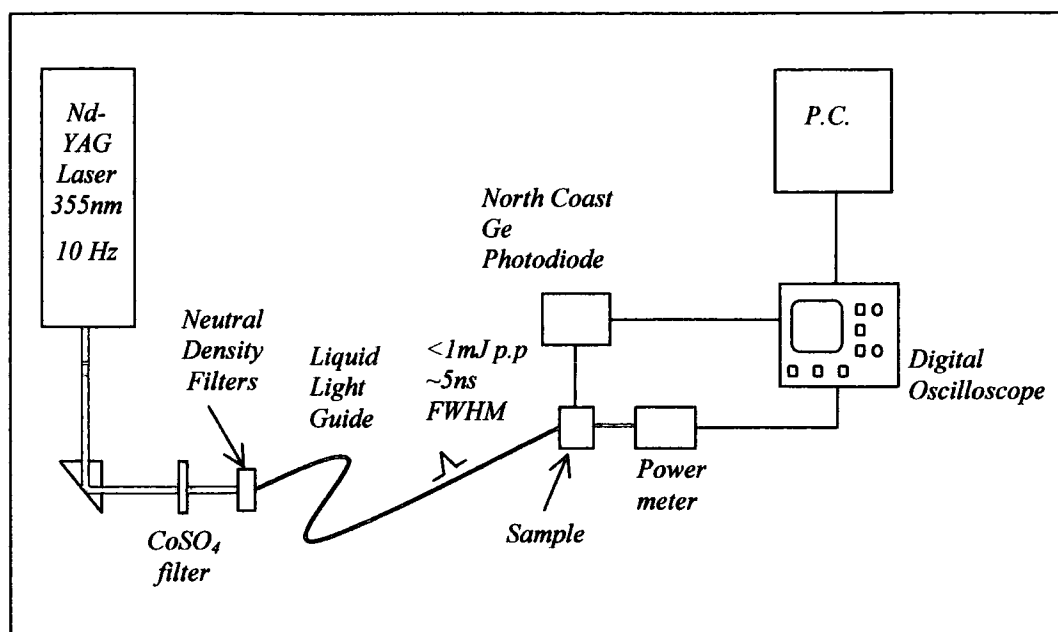 Nd-
YAG
Laser
355nm
10 Hz
P.C.
North Coast
Ge
Photodiode
Neutral
Density
Filters
Liquid
Light
Guide
<1mJ p.p
~5ns
FWHM
Digital
Oscilloscope
Power
meter
Sample
CoSO₄
filter